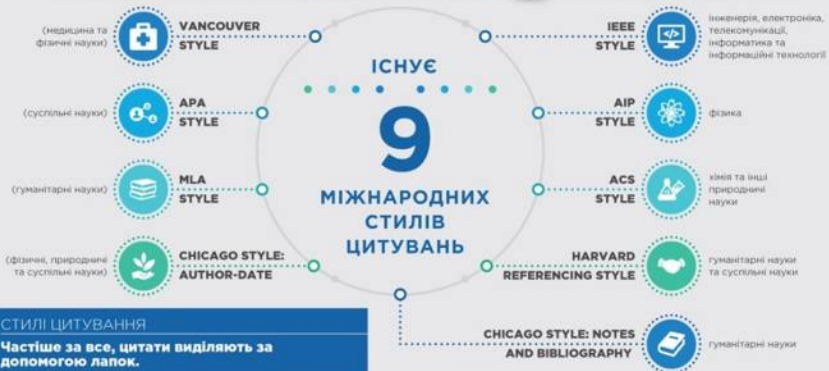 (медицина та
фізичні науки)
VANCOUVER
STYLE
(суспільні науки)
APA
STYLE
(гуманітарні науки)
MLA
STYLE
(фізичні, природничі
та суспільні науки)
CHICAGO STYLE:
AUTHOR-DATE
ІСНУЄ
9
МІЖНАРОДНИХ
СТИЛІВ
ЦИТУВАНЬ
IEEE
STYLE
інженерія, електроніка,
телекомунікації,
інформатика та
інформаційні технології
AIP
STYLE
фізика
ACS
STYLE
хімія та інші
природничі
науки
HARVARD
REFERENCING STYLE
гуманітарні науки
та суспільні науки
CHICAGO STYLE: NOTES
AND BIBLIOGRAPHY
гуманітарні науки
СТИЛІ ЦИТУВАННЯ
Частіше за все, цитати виділяють за
допомогою лапок.